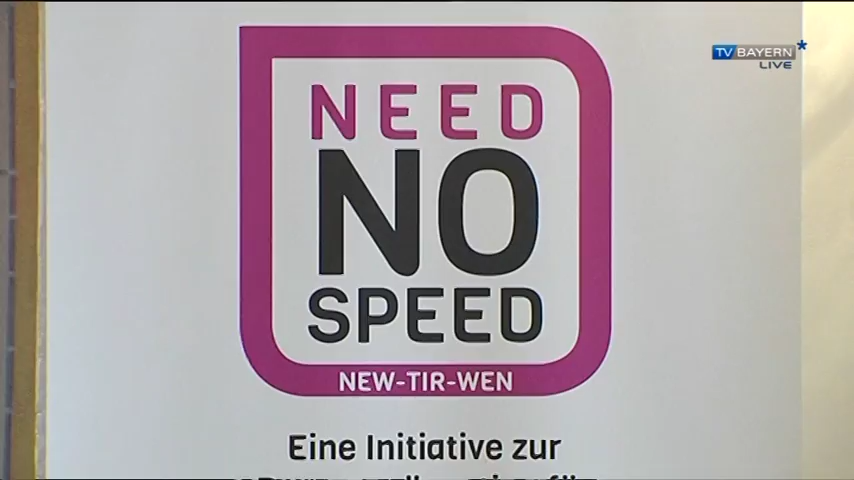 TV BAYERN*
LIVE
NEED
NO
SPEED
NEW-TIR-WEN
Eine Initiative zur